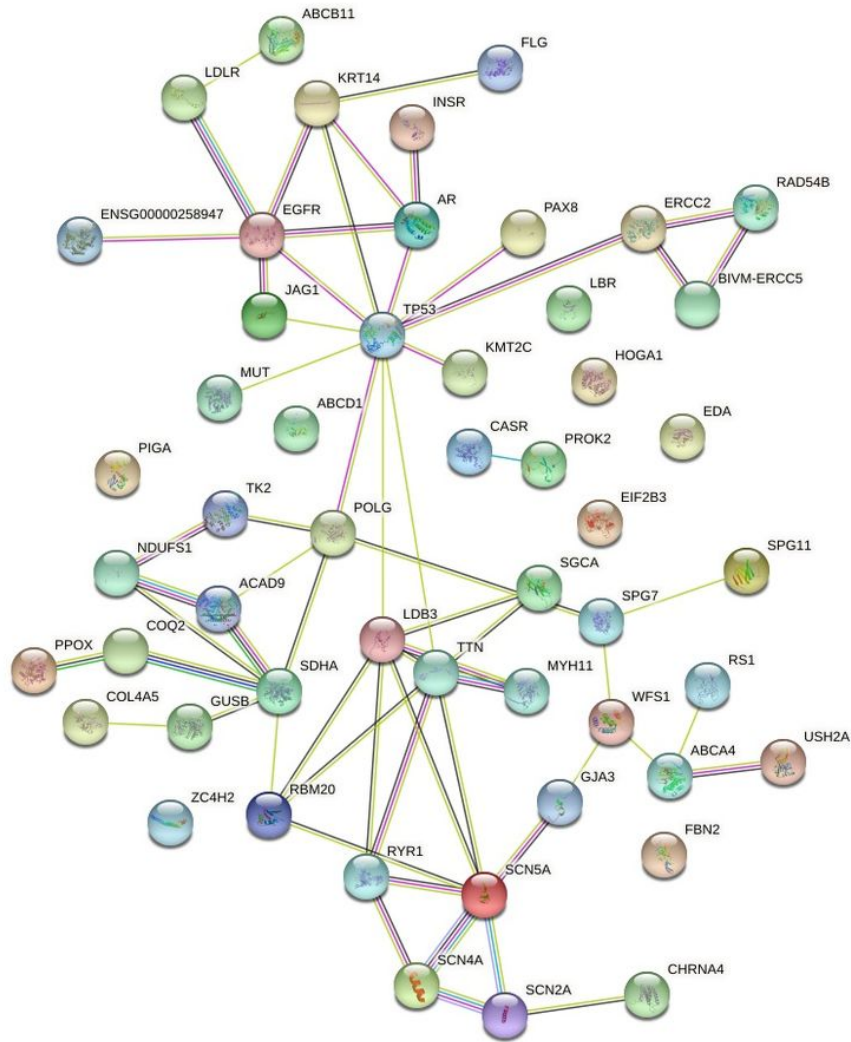 ABCB11
FLG
LDLR
KRT14
INSR
RAD54B
ERCC2
AR
PAX8
ENSG00000258947
EGFR
BIVM-ERCC5
LBR
JAG1
TP53
KMT2C
HOGA1
MUT
ABCD1
EDA
CASR
PROK2
PIGA
TK2
POLG
EIF2B3
NDUFS1
SPG11
SGCA
ACAD9
SPG7
LDB3
COQ2
PPOX
SDHA
TTN
MYH11
RS1
COL4A5
GUSB
WFS1
ABCA4
USH2A
GJA3
ZC4H2
RBM20
FBN2
RYR1
SCN5A
SCN4A
CHRNA4
SCN2A